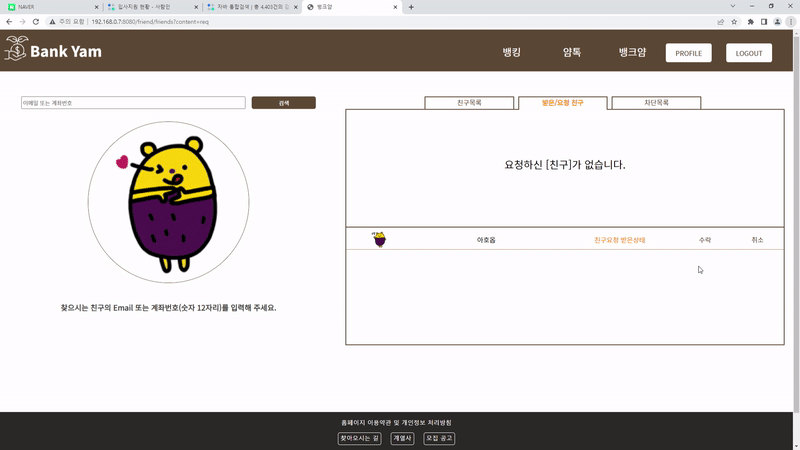 NAVER
입사지원 현황 - 사람인
자바 통합검색 | 총 4,403건의
뱅크얌
주의 요함 | 192.168.0.7:8080/friend/friends?content=req
Bank Yam
뱅킹
얌톡
뱅크얌
PROFILE
LOGOUT
이메일 또는 계좌번호
검색
친구목록
받은/요청 친구
차단목록
요청하신 [친구]가 없습니다.
아호옵
친구요청 받은상태
수락
취소
찾으시는 친구의 Email 또는 계좌번호(숫자 12자리)를 입력해 주세요.
홈페이지 이용약관 및 개인정보 처리방침
찾아오시는 길
계열사
모집 공고